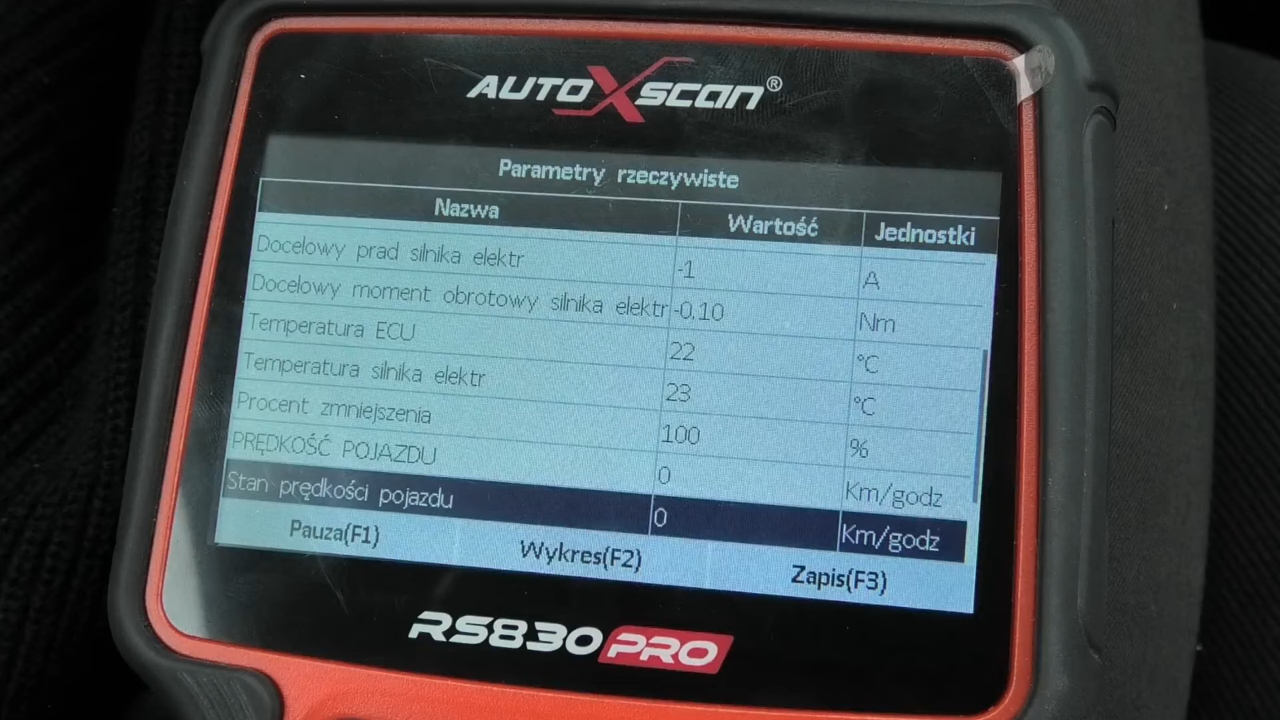 AUTOXSCAN®
Parametry rzeczywiste
Nazwa Wartość Jednostki
Docelowy prad silnika elektr -1 A
Docelowy moment obrotowy silnika elektr -0.10 Nm
Temperatura ECU 22 °C
Temperatura silnika elektr 23 °C
Procent zmniejszenia 100 %
PRĘDKOŚĆ POJAZDU 0 Km/godz
Stan prędkości pojazdu 0 Km/godz
Pauza(F1) Wykres(F2) Zapis(F3)
RS830 PRO